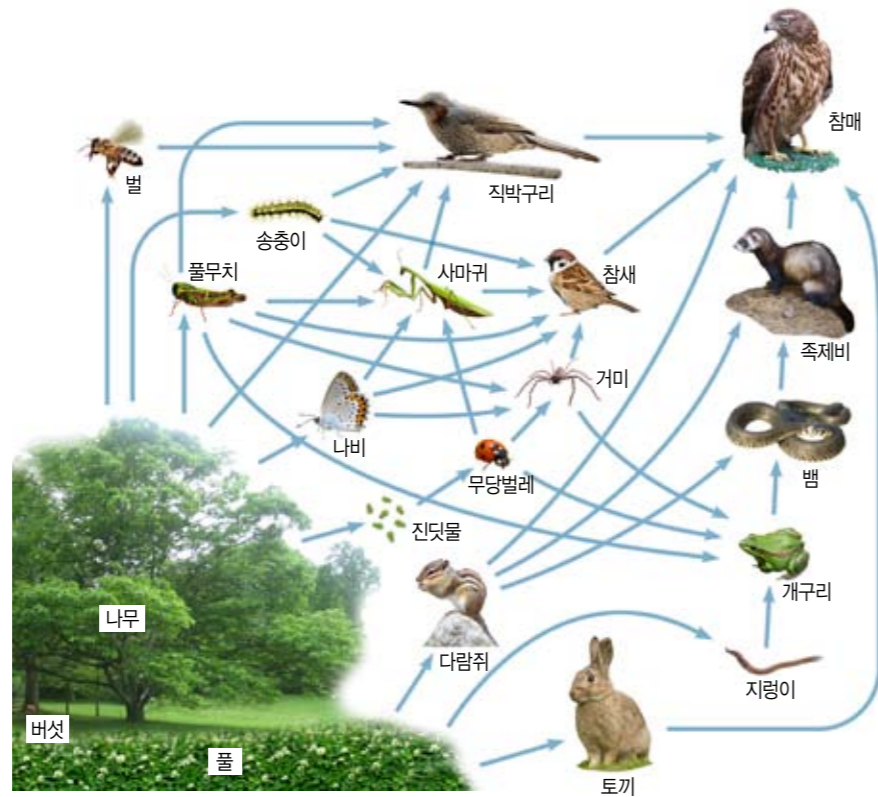 참매
벌
직박구리
송충이
풀무치
사마귀
참새
족제비
거미
나비
뱀
무당벌레
진딧물
개구리
나무
다람쥐
지렁이
버섯
풀
토끼